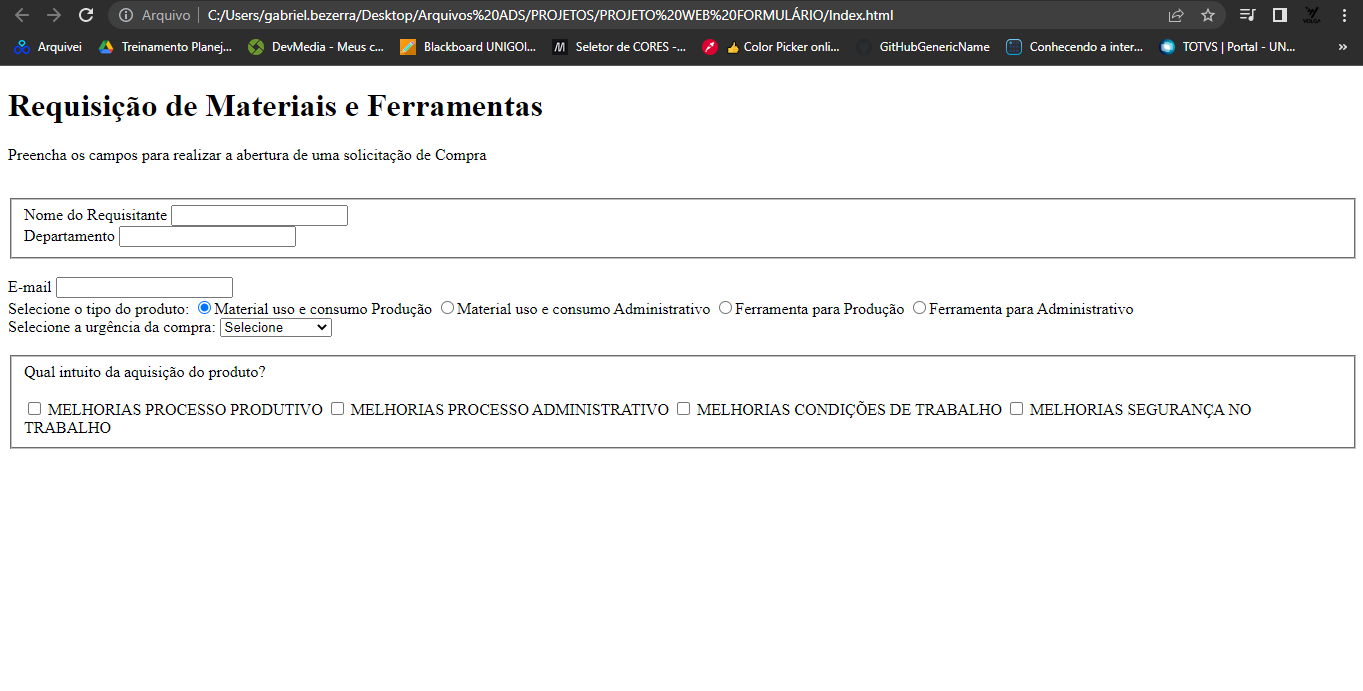 Arquivo C:/Users/gabriel.bezerra/Desktop/Arquivos%20ADS/PROJETOS/PROJETO%20WEB%20FORMULÁRIO/Index.html
Arquivei Treinamento Planej... DevMedia - Meus c... Blackboard UNIGOI... Seletor de CORES -... 👍 Color Picker onli... GitHubGenericName Conhecendo a inter... TOTVS | Portal - UN... »
Requisição de Materiais e Ferramentas
Preencha os campos para realizar a abertura de uma solicitação de Compra
Nome do Requisitante
Departamento
E-mail
Selecione o tipo do produto: Material uso e consumo Produção Material uso e consumo Administrativo Ferramenta para Produção Ferramenta para Administrativo
Selecione a urgência da compra: Selecione
Qual intuito da aquisição do produto?
MELHORIAS PROCESSO PRODUTIVO MELHORIAS PROCESSO ADMINISTRATIVO MELHORIAS CONDIÇÕES DE TRABALHO MELHORIAS SEGURANÇA NO
TRABALHO